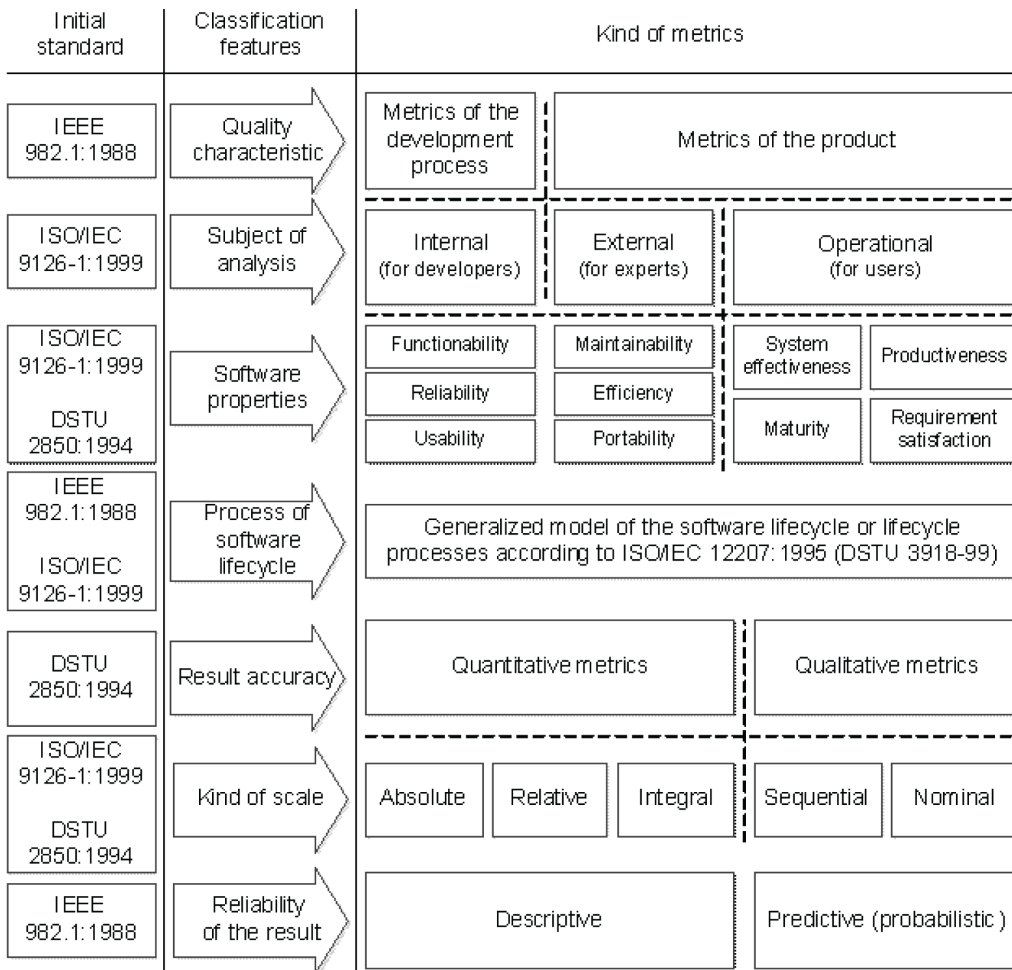 Initial
standard
Classification
features
Kind of metrics
IEEE
982.1:1988
Quality
characteristic
Metrics of the
development
process
Metrics of the product
ISO/IEC
9126-1:1999
Subject of
analysis
Internal
(for developers)
External
(for experts)
Operational
(for users)
ISO/IEC
9126-1:1999
DSTU
2850:1994
Software
properties
Functionability
Maintainability
System
effectiveness
Productiveness
Reliability
Efficiency
Usability
Portability
Maturity
Requirement
satisfaction
IEEE
982.1:1988
ISO/IEC
9126-1:1999
Process of
software
lifecycle
Generalized model of the software lifecycle or lifecycle
processes according to ISO/IEC 12207:1995 (DSTU 3918-99)
DSTU
2850:1994
Result accuracy
Quantitative metrics
Qualitative metrics
ISO/IEC
9126-1:1999
DSTU
2850:1994
Kind of scale
Absolute
Relative
Integral
Sequential
Nominal
IEEE
982.1:1988
Reliability
of the result
Descriptive
Predictive (probabilistic)